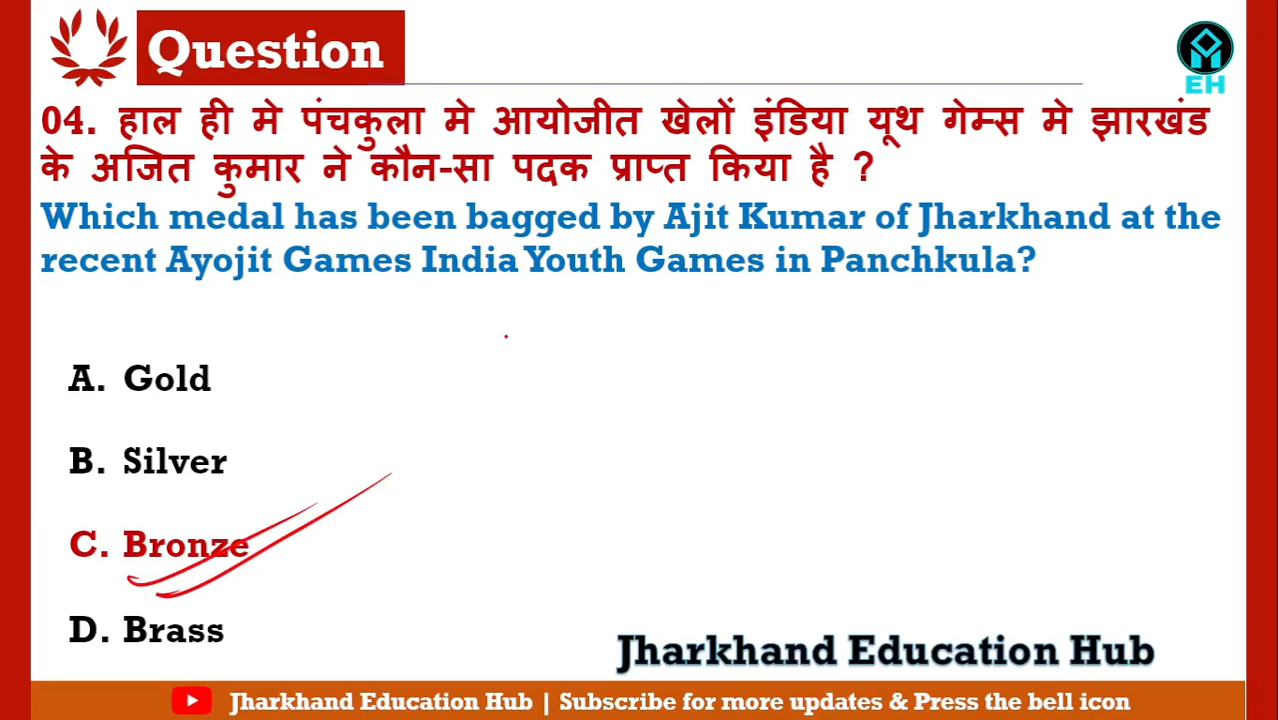 Question
EH
04. हाल ही मे पंचकुला मे आयोजीत खेलों इंडिया यूथ गेम्स मे झारखंड
के अजित कुमार ने कौन-सा पदक प्राप्त किया है ?
Which medal has been bagged by Ajit Kumar of Jharkhand at the
recent Ayojit Games India Youth Games in Panchkula?
A. Gold
B. Silver
C. Bronze
D. Brass
Jharkhand Education Hub
Jharkhand Education Hub | Subscribe for more updates & Press the bell icon